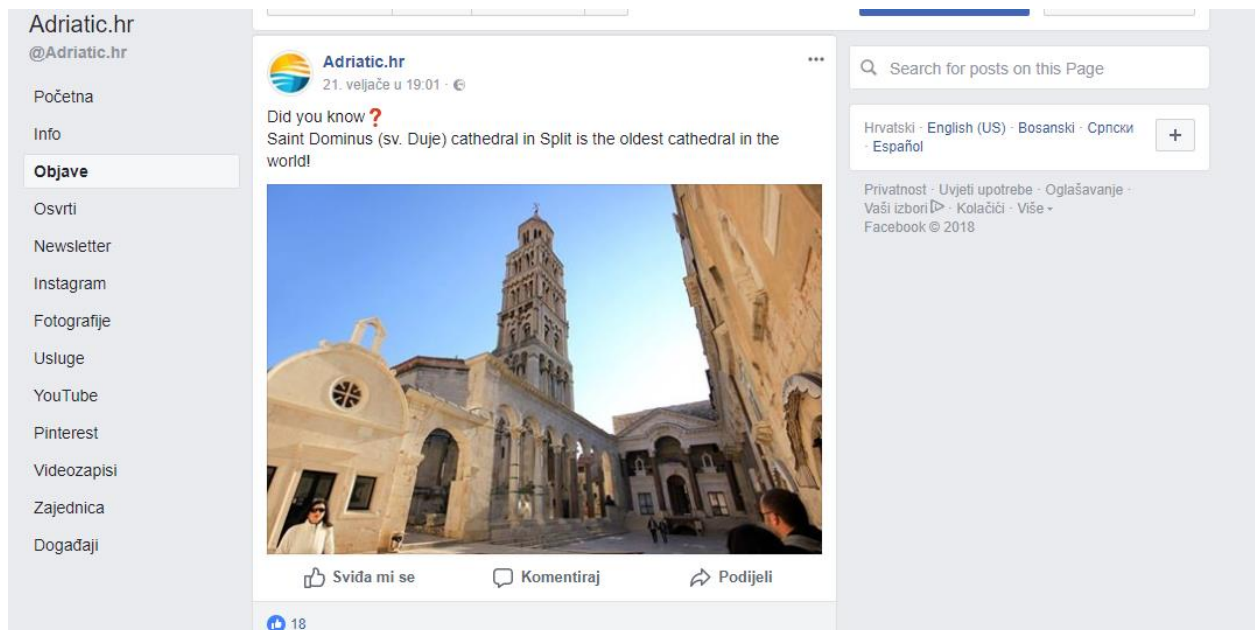 Adriatic.hr
@Adriatic.hr
Početna
Info
Objave
Osvrti
Newsletter
Instagram
Fotografije
Usluge
YouTube
Pinterest
Videozapisi
Zajednica
Događaji
Adriatic.hr
21. veljače u 19:01 ·
Did you know❓
Saint Dominus (sv. Duje) cathedral in Split is the oldest cathedral in the
world!
Sviđa mi se
Komentiraj
Podijeli
18
Search for posts on this Page
Hrvatski · English (US) · Bosanski · Српски
· Español
+
Privatnost · Uvjeti upotrebe · Oglašavanje ·
Vaši izbori · Kolačići · Više
Facebook © 2018